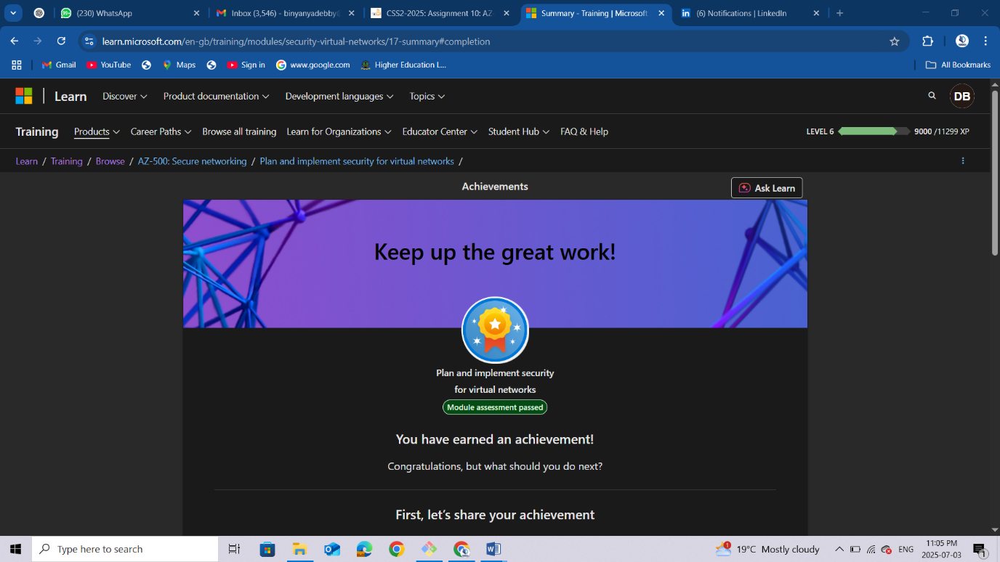 (230) WhatsApp
Inbox (3,546) - binyanyadebby@
CSS2-2025: Assignment 10: AZ
Summary - Training | Microsoft
(6) Notifications | LinkedIn
learn.microsoft.com/en-gb/training/modules/security-virtual-networks/17-summary#completion
Gmail YouTube Maps Sign in www.google.com Higher Education L... All Bookmarks
Learn Discover Product documentation Development languages Topics DB
Training Products Career Paths Browse all training Learn for Organizations Educator Center Student Hub FAQ & Help LEVEL 6 9000 /11299 XP
Learn / Training / Browse / AZ-500: Secure networking / Plan and implement security for virtual networks /
Achievements
Ask Learn
Keep up the great work!
Plan and implement security
for virtual networks
Module assessment passed
You have earned an achievement!
Congratulations, but what should you do next?
First, let’s share your achievement
Type here to search
1
19°C Mostly cloudy
ENG
11:05 PM
2025-07-03
1